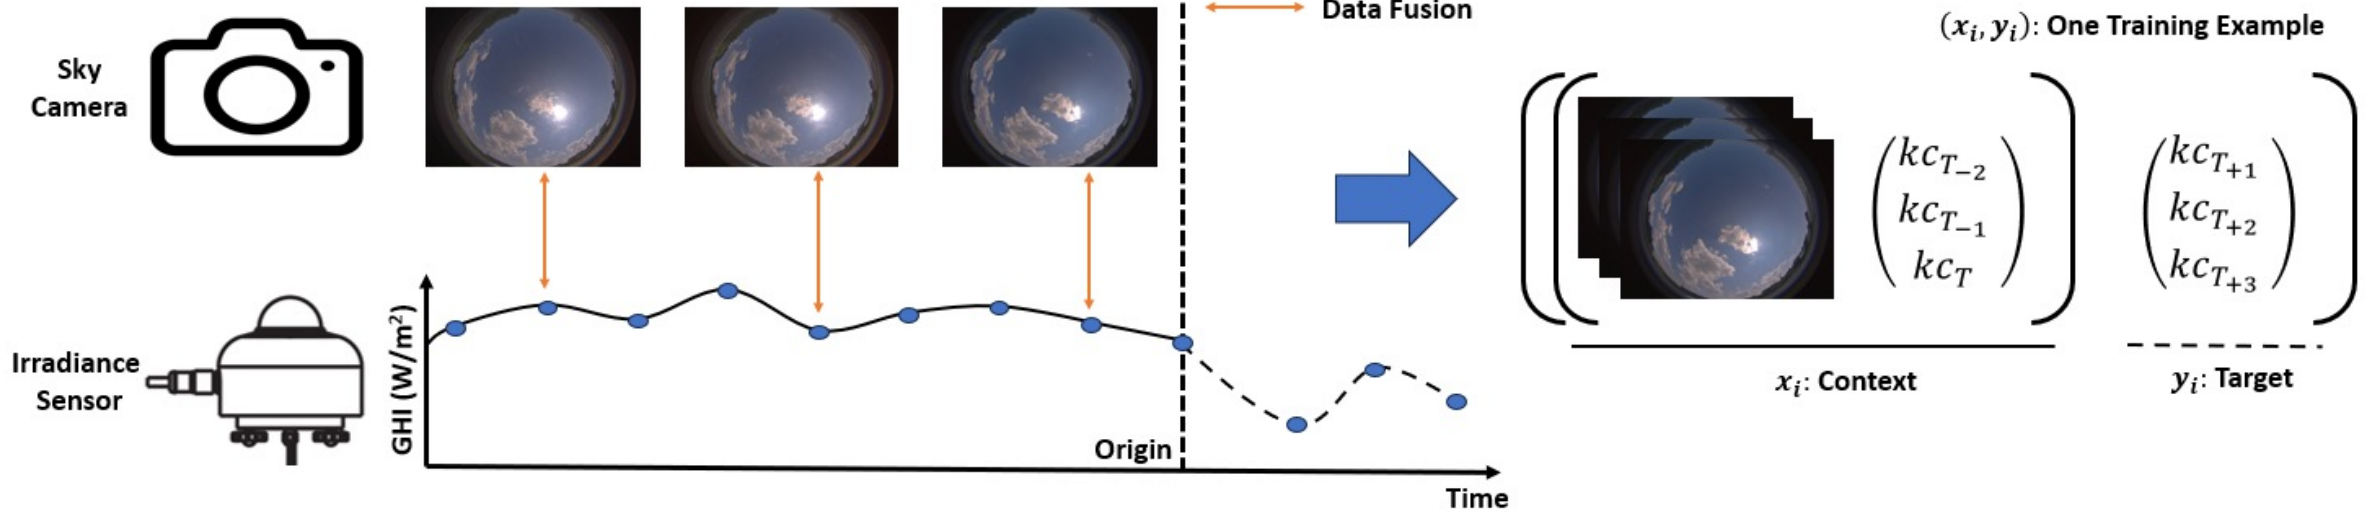 Sky
Camera
Data Fusion
(x_i, y_i): One Training Example
kc_{T-2}
kc_{T-1}
kc_T
kc_{T+1}
kc_{T+2}
kc_{T+3}
x_i: Context
y_i: Target
Irradiance
Sensor
GHI (W/m²)
Origin
Time